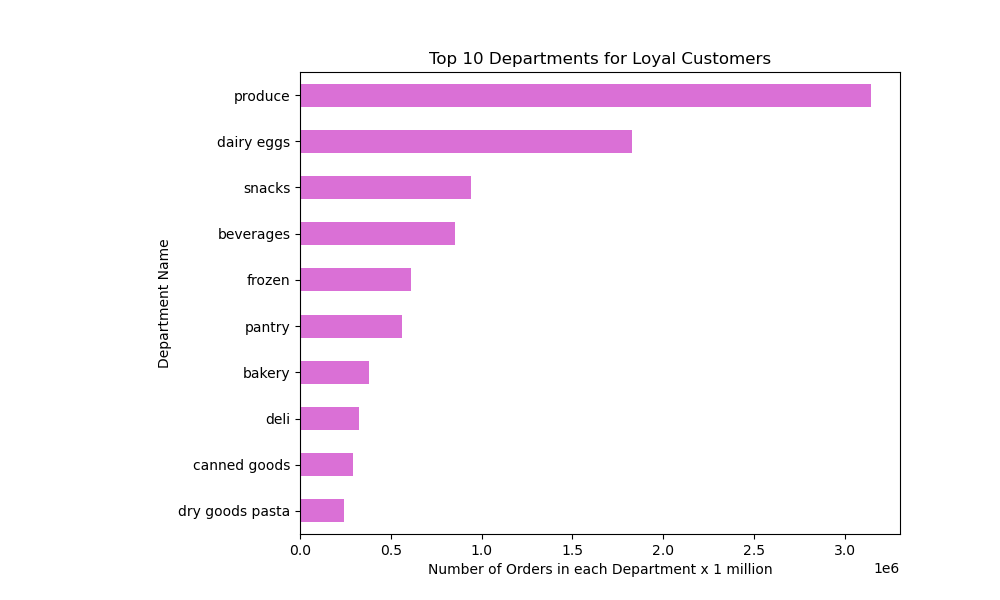 Top 10 Departments for Loyal Customers
Department Name
produce
dairy eggs
snacks
beverages
frozen
pantry
bakery
deli
canned goods
dry goods pasta
0.0 0.5 1.0 1.5 2.0 2.5 3.0
1e6
Number of Orders in each Department x 1 million